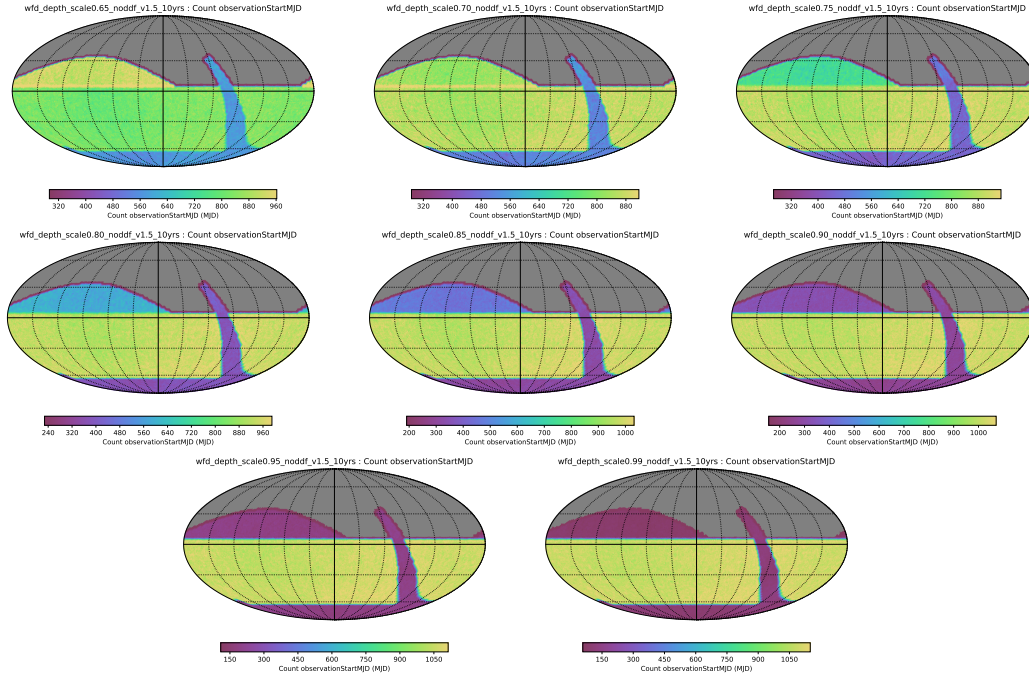 wfd_depth_scale0.65_noddf_v1.5_10yrs : Count observationStartMJD
wfd_depth_scale0.70_noddf_v1.5_10yrs : Count observationStartMJD
wfd_depth_scale0.75_noddf_v1.5_10yrs : Count observationStartMJD
320 400 480 560 640 720 800 880 960
Count observationStartMJD (MJD)
320 400 480 560 640 720 800 880
Count observationStartMJD (MJD)
320 400 480 560 640 720 800 880
Count observationStartMJD (MJD)
wfd_depth_scale0.80_noddf_v1.5_10yrs : Count observationStartMJD
wfd_depth_scale0.85_noddf_v1.5_10yrs : Count observationStartMJD
wfd_depth_scale0.90_noddf_v1.5_10yrs : Count observationStartMJD
240 320 400 480 560 640 720 800 880 960
Count observationStartMJD (MJD)
200 300 400 500 600 700 800 900 1000
Count observationStartMJD (MJD)
200 300 400 500 600 700 800 900 1000
Count observationStartMJD (MJD)
wfd_depth_scale0.95_noddf_v1.5_10yrs : Count observationStartMJD
wfd_depth_scale0.99_noddf_v1.5_10yrs : Count observationStartMJD
150 300 450 600 750 900 1050
Count observationStartMJD (MJD)
150 300 450 600 750 900 1050
Count observationStartMJD (MJD)